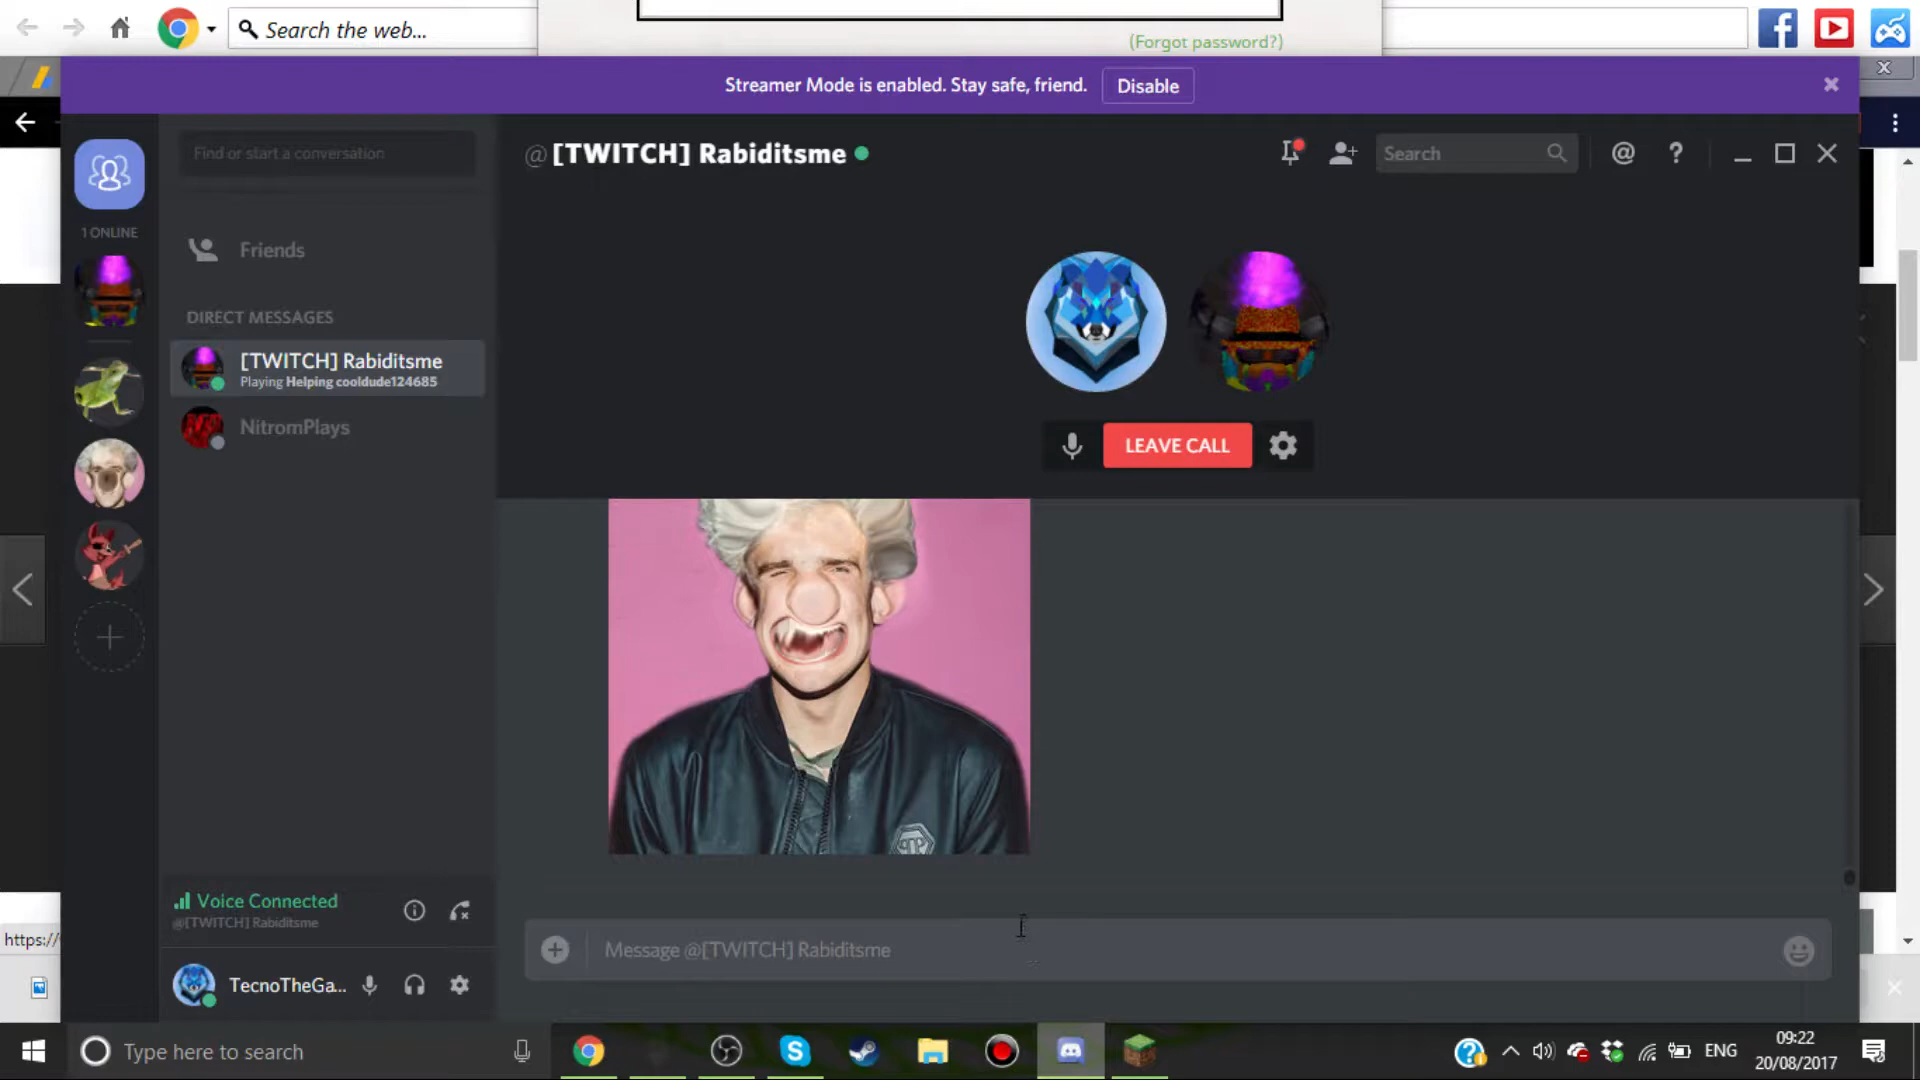 Search the web...
(Forgot password?)
Streamer Mode is enabled. Stay safe, friend.
Disable
Find or start a conversation
@[TWITCH] Rabiditsme
Search
@
?
1 ONLINE
Friends
DIRECT MESSAGES
[TWITCH] Rabiditsme
Playing Helping cooldude124685
NitromPlays
LEAVE CALL
Voice Connected
@[TWITCH] Rabiditsme
https://
Message @[TWITCH] Rabiditsme
TecnoTheGa...
Type here to search
ENG
09:22
20/08/2017